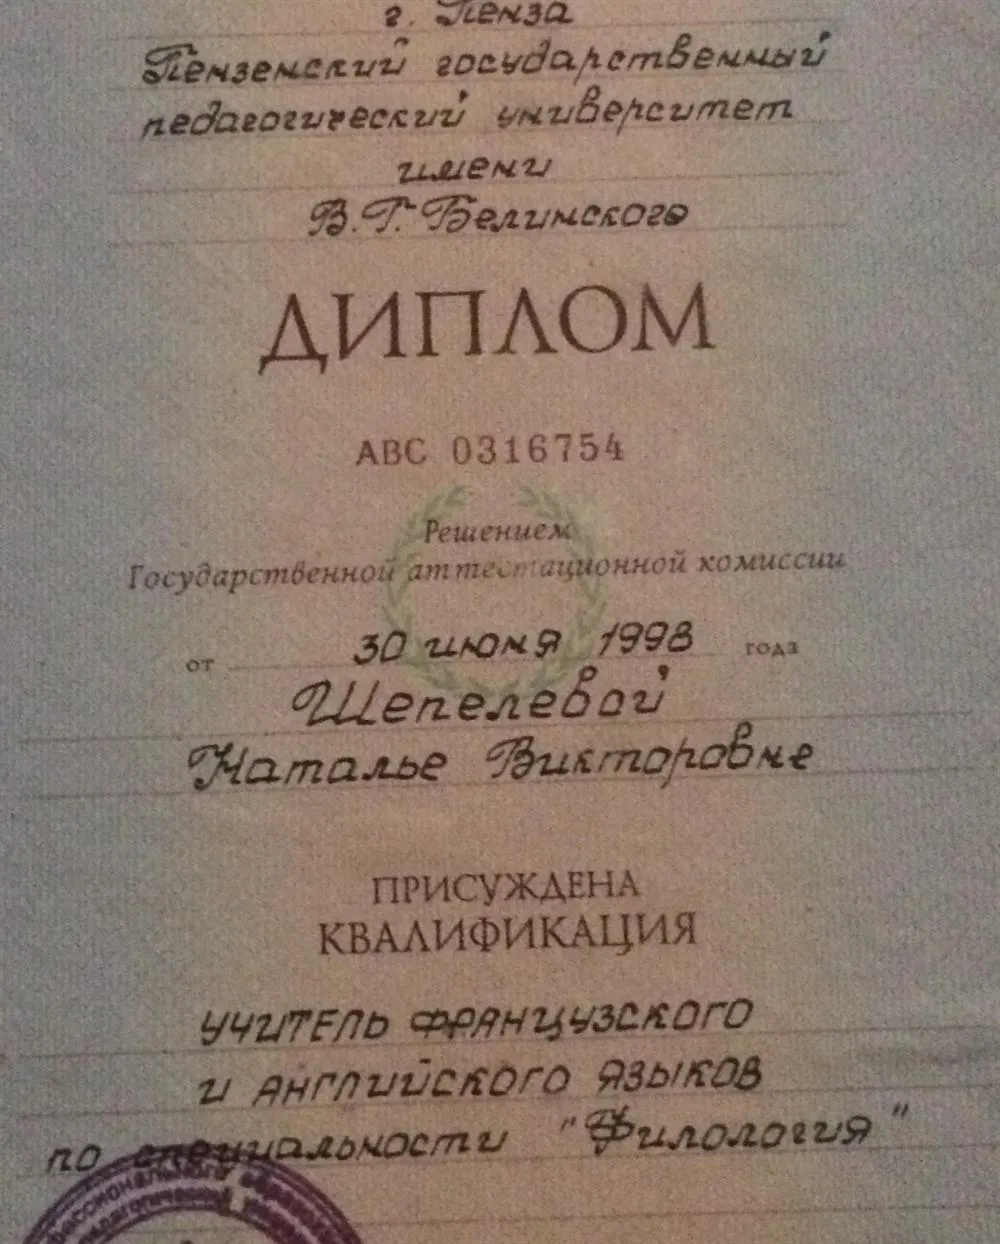 г. Пенза
Пензенский государственный
педагогический университет
имени
В.Г. Белинского
ДИПЛОМ
АВС 0316754
Решением
Государственной аттестационной комиссии
от 30 июня 1998 года
Шепелевой
Наталье Викторовне
ПРИСУЖДЕНА
КВАЛИФИКАЦИЯ
УЧИТЕЛЬ ФРАНЦУЗСКОГО
И АНГЛИЙСКОГО ЯЗЫКОВ
по специальности "Филология"